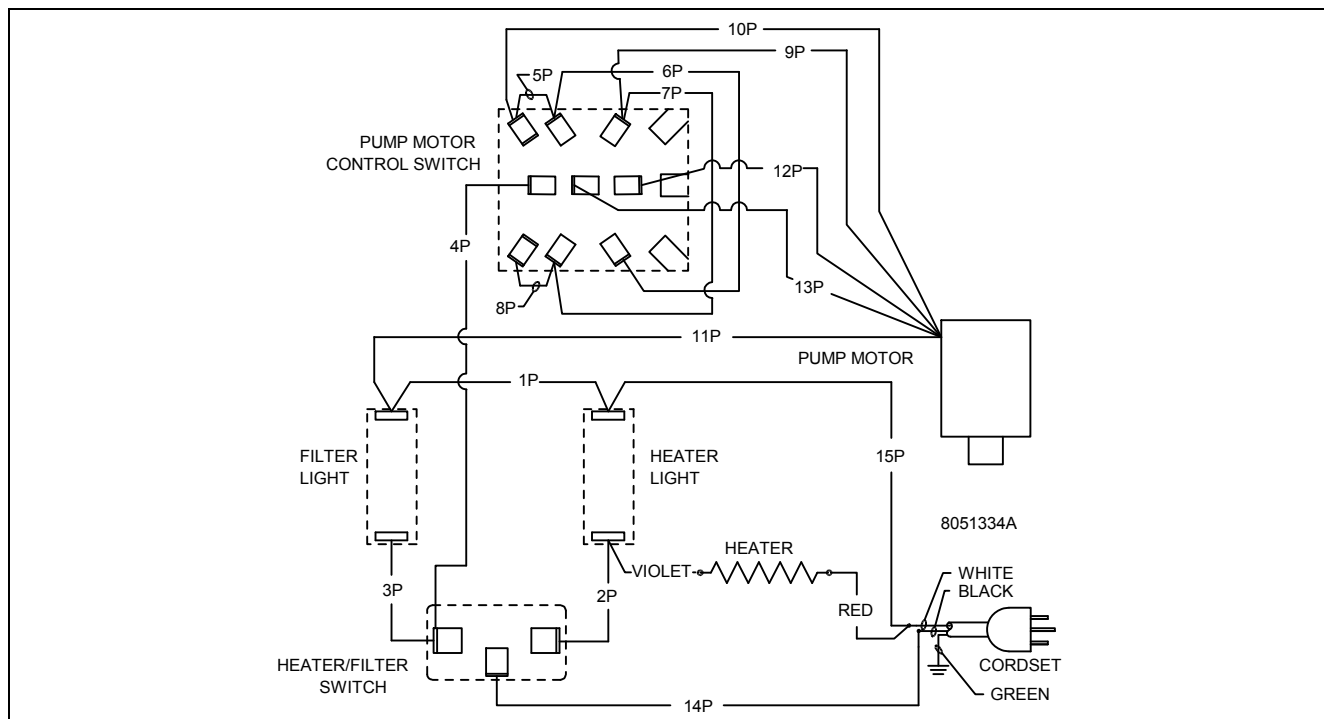 10P
9P
5P
6P
7P
PUMP MOTOR
CONTROL SWITCH
12P
4P
13P
8P
11P
PUMP MOTOR
1P
FILTER
LIGHT
HEATER
LIGHT
15P
8051334A
HEATER
VIOLET
WHITE
BLACK
3P
2P
RED
HEATER/FILTER
SWITCH
CORDSET
GREEN
14P